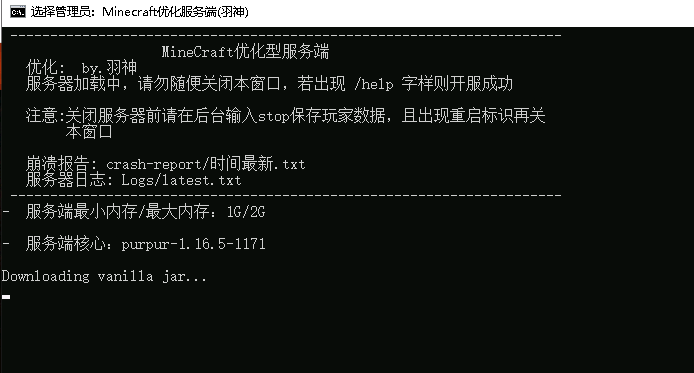 选择管理员: Minecraft优化服务端(羽神)
--------------------------------------------------------------------
MineCraft优化型服务端
优化: by.羽神
服务器加载中，请勿随便关闭本窗口，若出现 /help 字样则开服成功
注意:关闭服务器前请在后台输入stop保存玩家数据，且出现重启标识再关
本窗口
崩溃报告: crash-report/时间最新.txt
服务器日志: Logs/latest.txt
--------------------------------------------------------------------
- 服务端最小内存/最大内存：1G/2G
- 服务端核心：purpur-1.16.5-1171
Downloading vanilla jar...